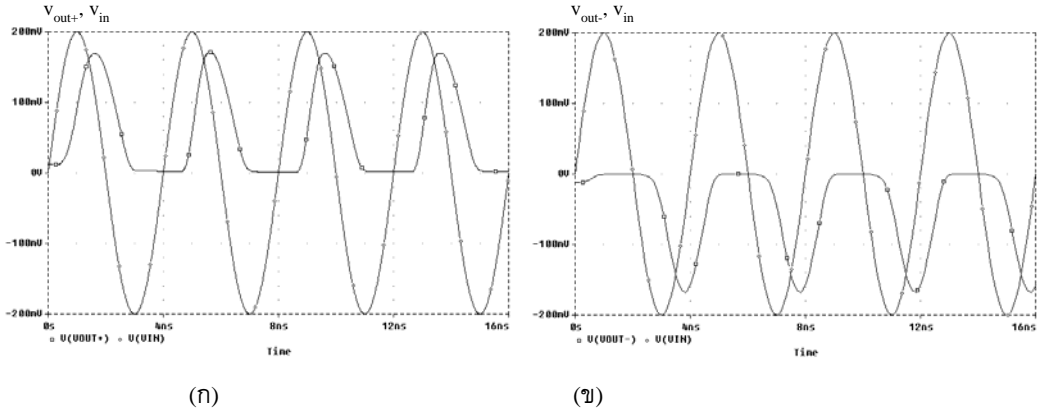 vout+, vin
200mV
100mV
0V
-100mV
-200mV
0s 4ns 8ns 12ns 16ns
V(VOUT+) V(VIN)
Time
(ก)
vout-, vin
200mV
100mV
0V
-100mV
-200mV
0s 4ns 8ns 12ns 16ns
V(VOUT-) V(VIN)
Time
(ข)